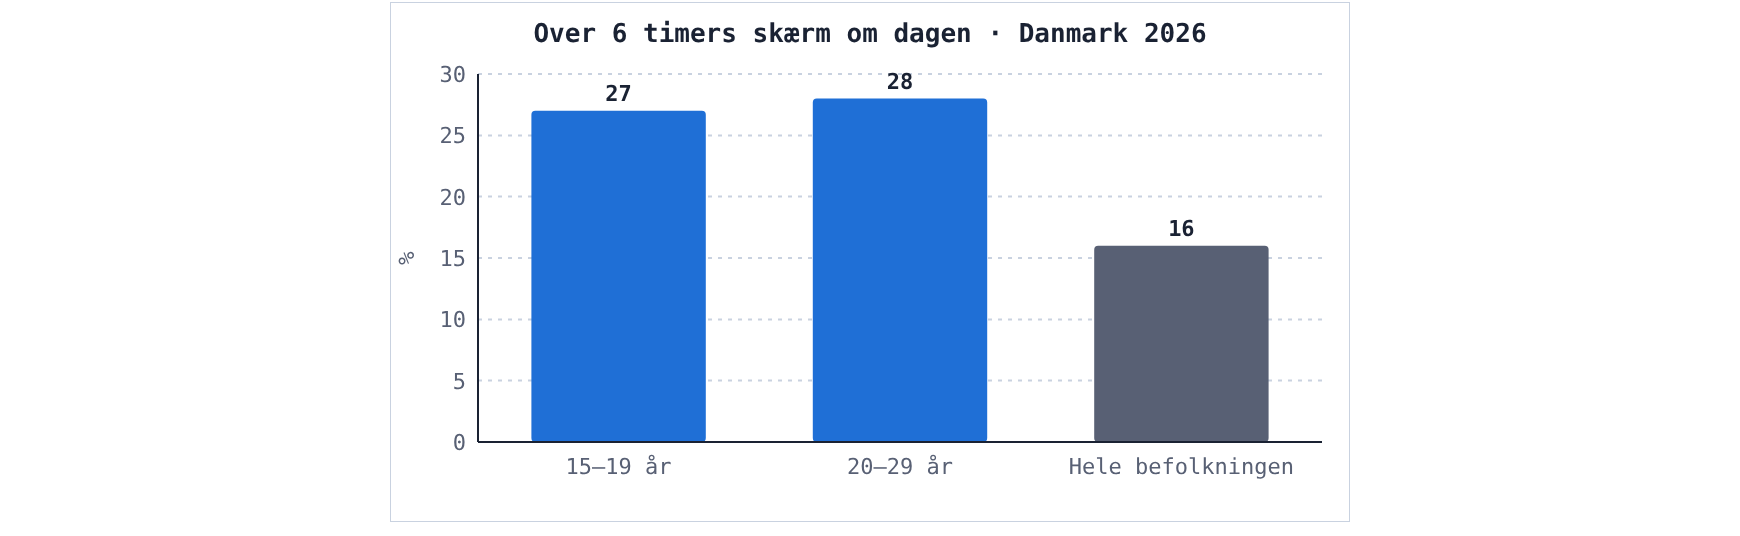 Over 6 timers skærm om dagen · Danmark 2026
30
25
20
15
10
5
0
%
27
28
16
15–19 år
20–29 år
Hele befolkningen